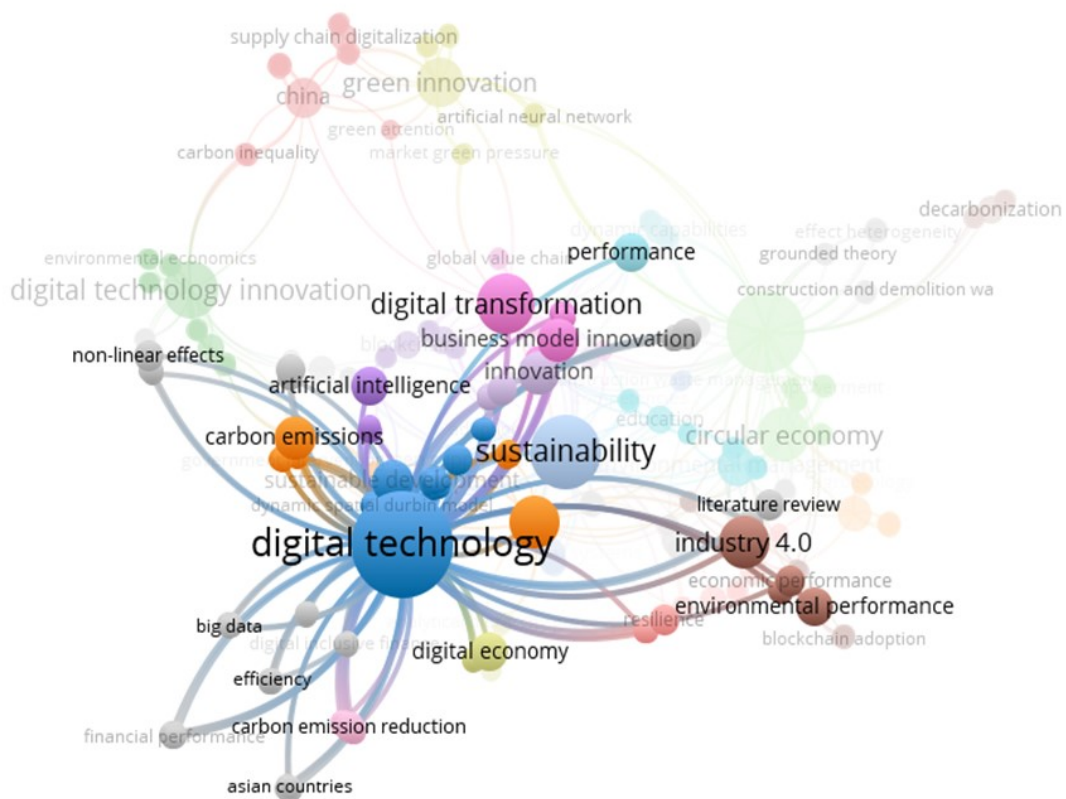 supply chain digitalization
green innovation
china
artificial neural network
green attention
carbon inequality
market green pressure
decarbonization
dynamic capabilities
effect heterogeneity
performance
grounded theory
environmental economics
global value chain
digital technology innovation
construction and demolition wa
digital transformation
business model innovation
non-linear effects
innovation
artificial intelligence
education
carbon emissions
circular economy
sustainability
sustainable development
literature review
dynamic spatial durbin model
digital technology
industry 4.0
economic performance
environmental performance
resilience
big data
blockchain adoption
digital inclusive finance
digital economy
efficiency
carbon emission reduction
financial performance
asian countries